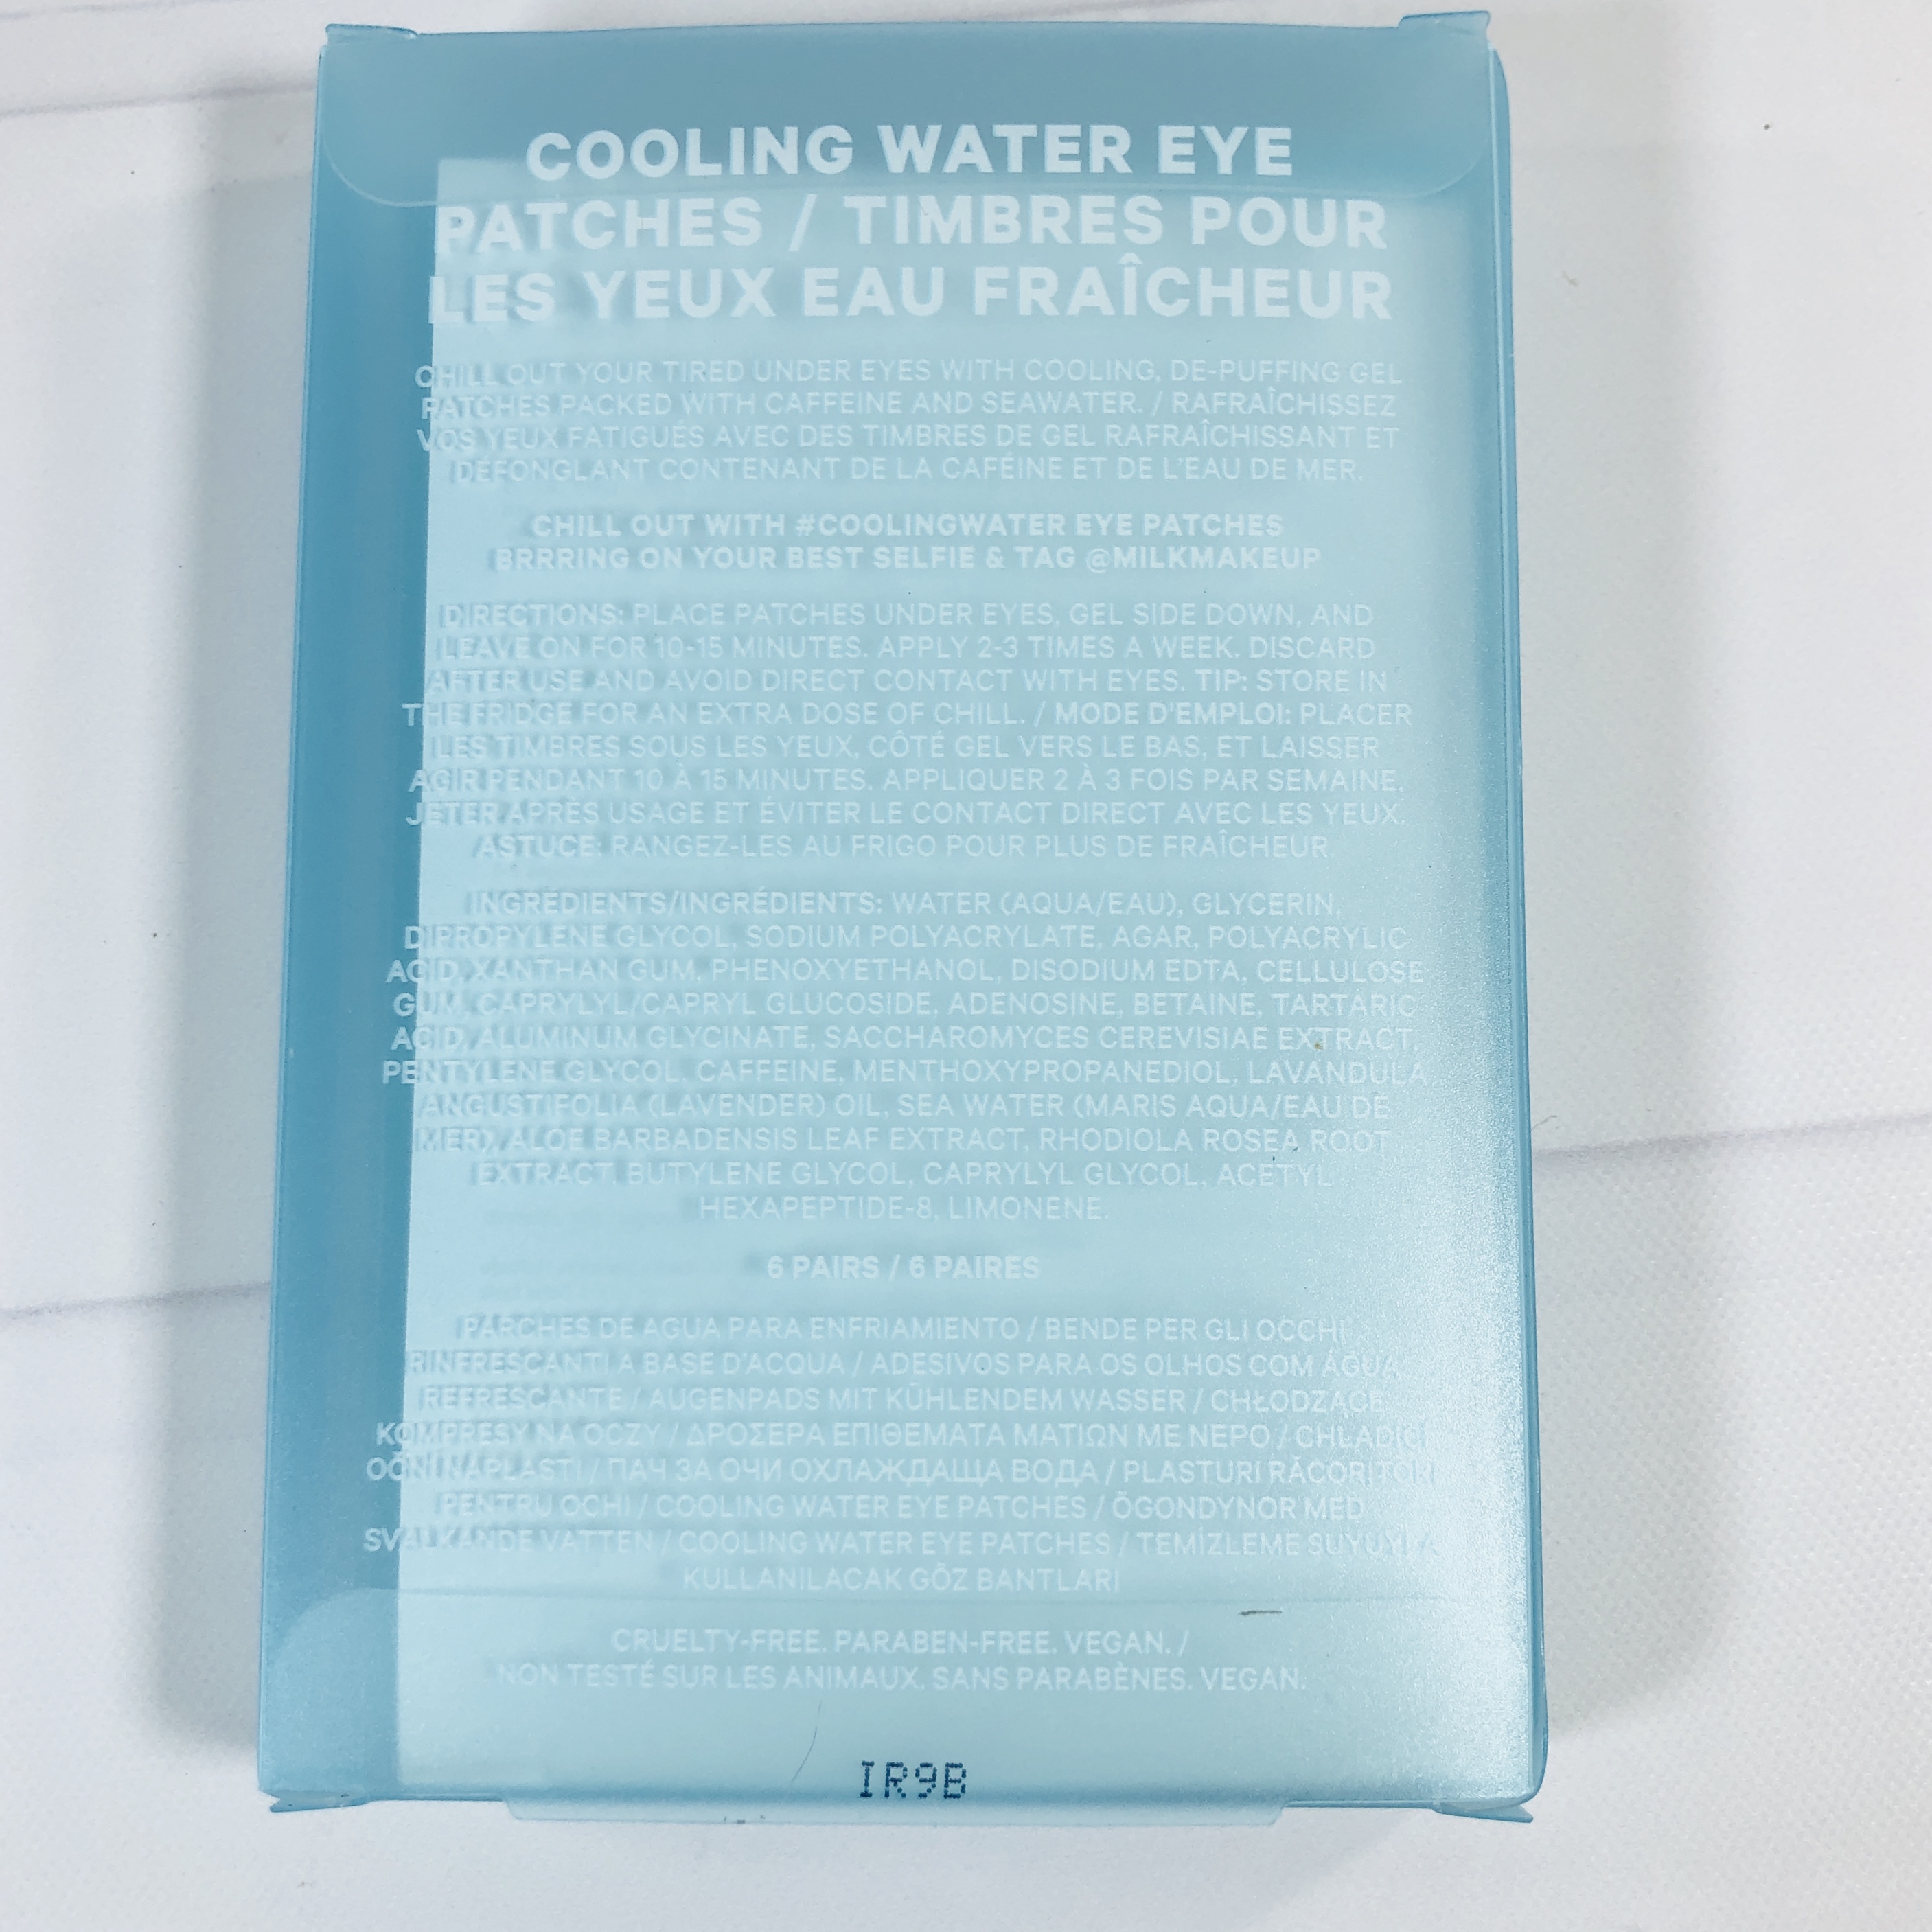 COOLING WATER EYE
PATCHES / TIMBRES POUR
LES YEUX EAU FRAÎCHEUR
CHILL OUT YOUR TIRED UNDER EYES WITH COOLING, DE-PUFFING GEL
PATCHES PACKED WITH CAFFEINE AND SEAWATER. / RAFRAÎCHISSEZ
VOS YEUX FATIGUÉS AVEC DES TIMBRES DE GEL RAFRAÎCHISSANT ET
DÉFONGLANT CONTENANT DE LA CAFÉINE ET DE L'EAU DE MER.
CHILL OUT WITH #COOLINGWATER EYE PATCHES
BRRRING ON YOUR BEST SELFIE & TAG @MILKMAKEUP
DIRECTIONS: PLACE PATCHES UNDER EYES, GEL SIDE DOWN, AND
LEAVE ON FOR 10-15 MINUTES. APPLY 2-3 TIMES A WEEK. DISCARD
AFTER USE AND AVOID DIRECT CONTACT WITH EYES. TIP: STORE IN
THE FRIDGE FOR AN EXTRA DOSE OF CHILL. / MODE D'EMPLOI: PLACER
LES TIMBRES SOUS LES YEUX, CÔTÉ GEL VERS LE BAS, ET LAISSER
AGIR PENDANT 10 À 15 MINUTES. APPLIQUER 2 À 3 FOIS PAR SEMAINE.
JETER APRÈS USAGE ET ÉVITER LE CONTACT DIRECT AVEC LES YEUX.
ASTUCE: RANGEZ-LES AU FRIGO POUR PLUS DE FRAÎCHEUR.
INGREDIENTS/INGRÉDIENTS: WATER (AQUA/EAU), GLYCERIN,
DIPROPYLENE GLYCOL, SODIUM POLYACRYLATE, AGAR, POLYACRYLIC
ACID, XANTHAN GUM, PHENOXYETHANOL, DISODIUM EDTA, CELLULOSE
GUM, CAPRYLYL/CAPRYL GLUCOSIDE, ADENOSINE, BETAINE, TARTARIC
ACID, ALUMINUM GLYCINATE, SACCHAROMYCES CEREVISIAE EXTRACT,
PENTYLENE GLYCOL, CAFFEINE, MENTHOXYPROPANEDIOL, LAVANDULA
ANGUSTIFOLIA (LAVENDER) OIL, SEA WATER (MARIS AQUA/EAU DE
MER), ALOE BARBADENSIS LEAF EXTRACT, RHODIOLA ROSEA ROOT
EXTRACT, BUTYLENE GLYCOL, CAPRYLYL GLYCOL, ACETYL
HEXAPEPTIDE-8, LIMONENE.
6 PAIRS / 6 PAIRES
PARCHES DE AGUA PARA ENFRIAMIENTO / BENDE PER GLI OCCHI
RINFRESCANTI A BASE D'ACQUA / ADESIVOS PARA OS OLHOS COM ÁGUA
REFRESCANTE / AUGENPADS MIT KÜHLENDEM WASSER / CHŁODZĄCE
KOMPRESY NA OCZY / ΔΡΟΣΕΡΑ ΕΠΙΘΕΜΑΤΑ ΜΑΤΙΩΝ ΜΕ ΝΕΡΟ / CHLADICÍ
OČNÍ NÁPLASTI / ПАЧ ЗА ОЧИ ОХЛАЖДАЩА ВОДА / PLASTURI RĂCORITORI
PENTRU OCHI / COOLING WATER EYE PATCHES / ÖGONDYNOR MED
SVALKANDE VATTEN / COOLING WATER EYE PATCHES / TEMİZLEME SUYUYLA
KULLANILACAK GÖZ BANTLARI
CRUELTY-FREE. PARABEN-FREE. VEGAN. /
NON TESTÉ SUR LES ANIMAUX. SANS PARABÈNES. VEGAN.
IR9B